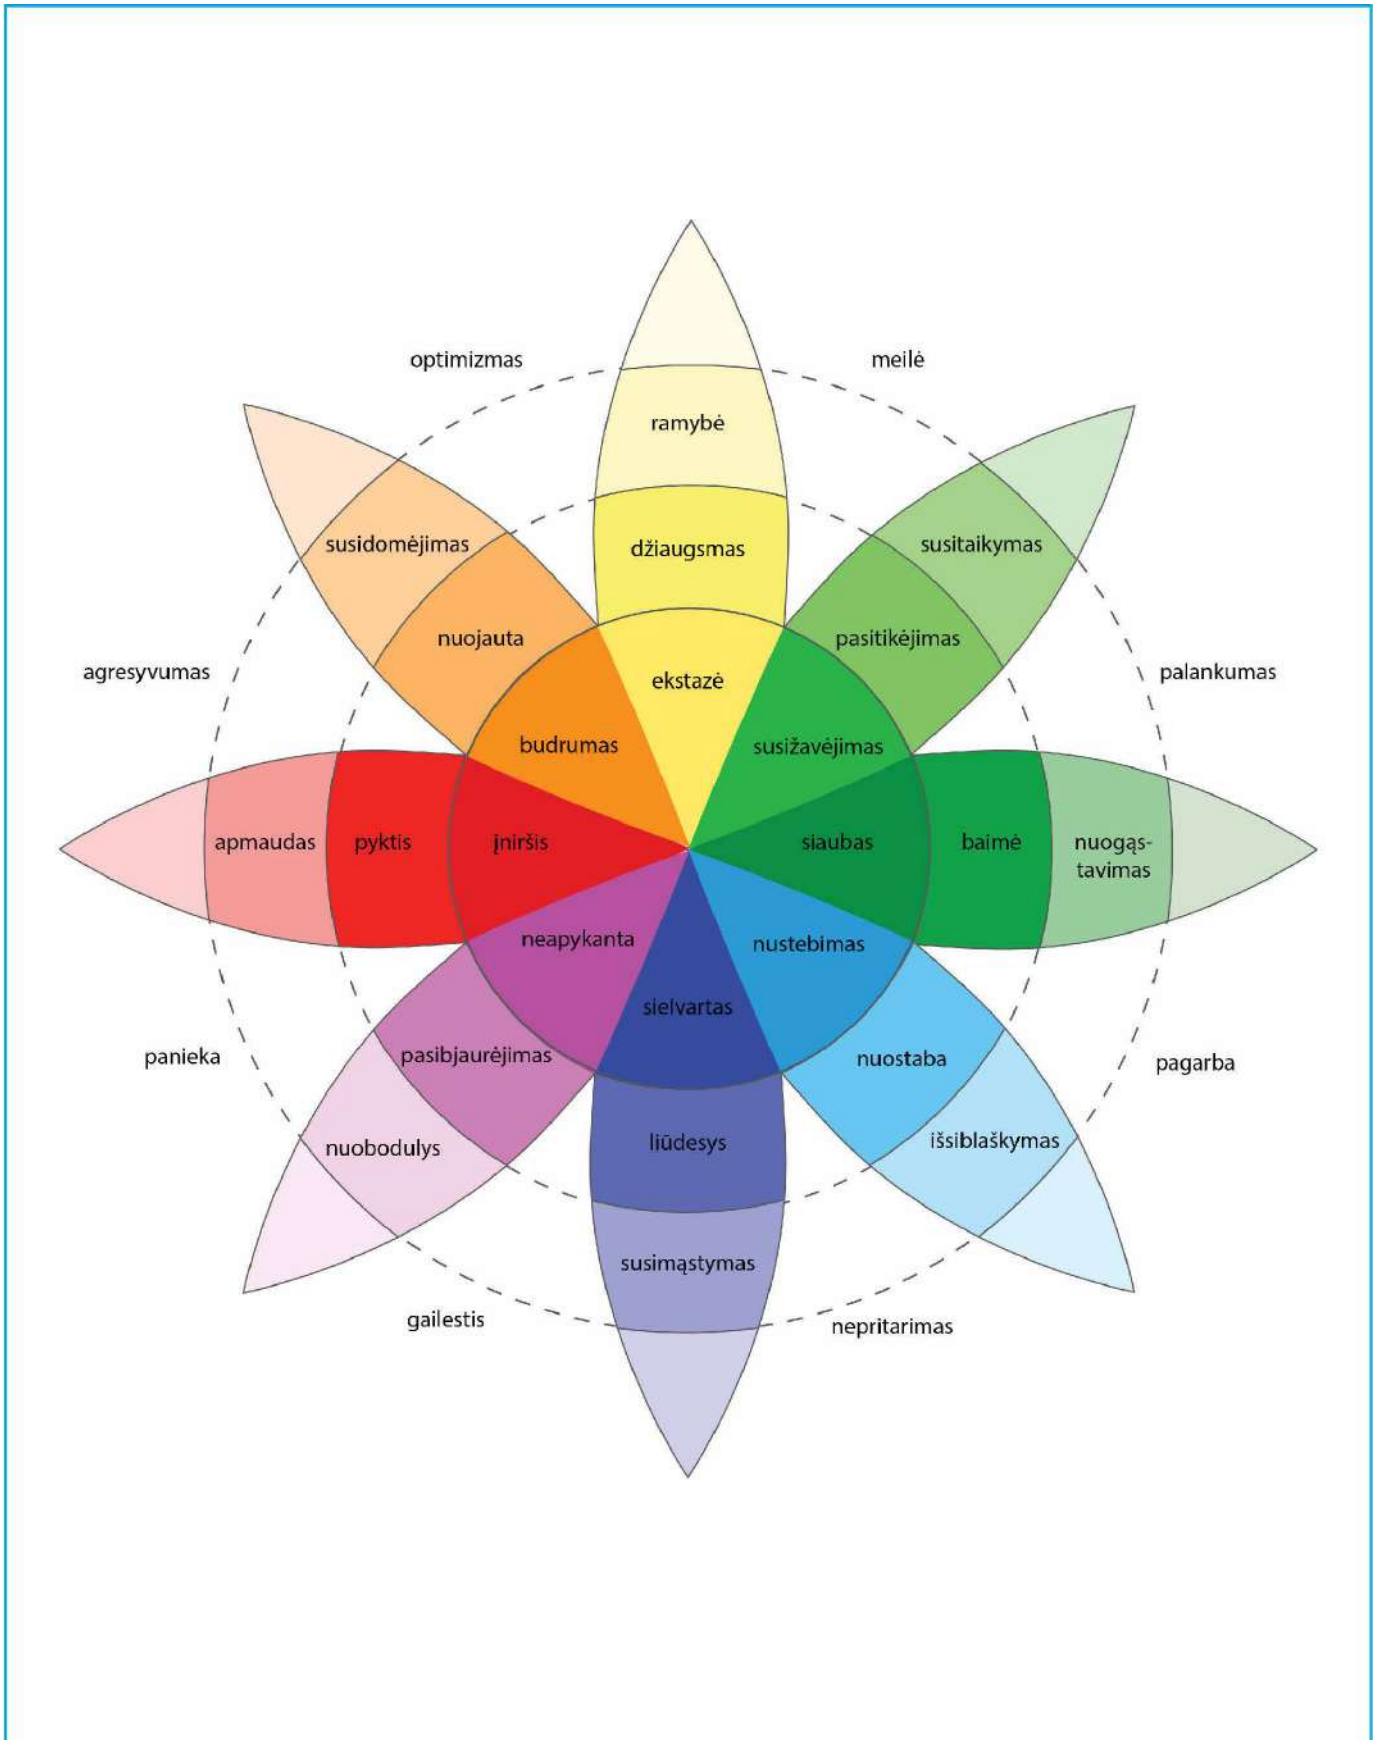 optimizmas
meilė
ramybė
susidomėjimas
džiaugsmas
susitaikymas
nuojauta
pasitikėjimas
agresyvumas
ekstazė
palankumas
budrumas
susižavėjimas
apmaudas
pyktis
įniršis
siaubas
baimė
nuogąs-
tavimas
neapykanta
nustebimas
sielvartas
panieka
pasibjaurėjimas
nuostaba
pagarba
nuobodulys
liūdesys
išsiblaškymas
susimąstymas
gailestis
nepritarimas